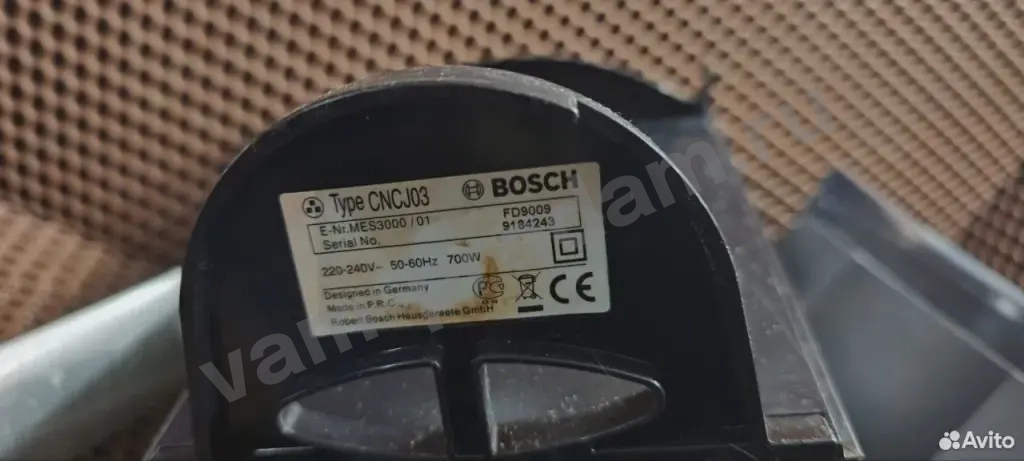 Type CNCJ03 BOSCH
E-Nr.MES3000 / 01 FD9009
Serial No. 9184243
220-240V~ 50-60Hz 700W
Designed in Germany
Made in P.R.C.
Robert Bosch Hausgeraete GmbH
CE
Avito